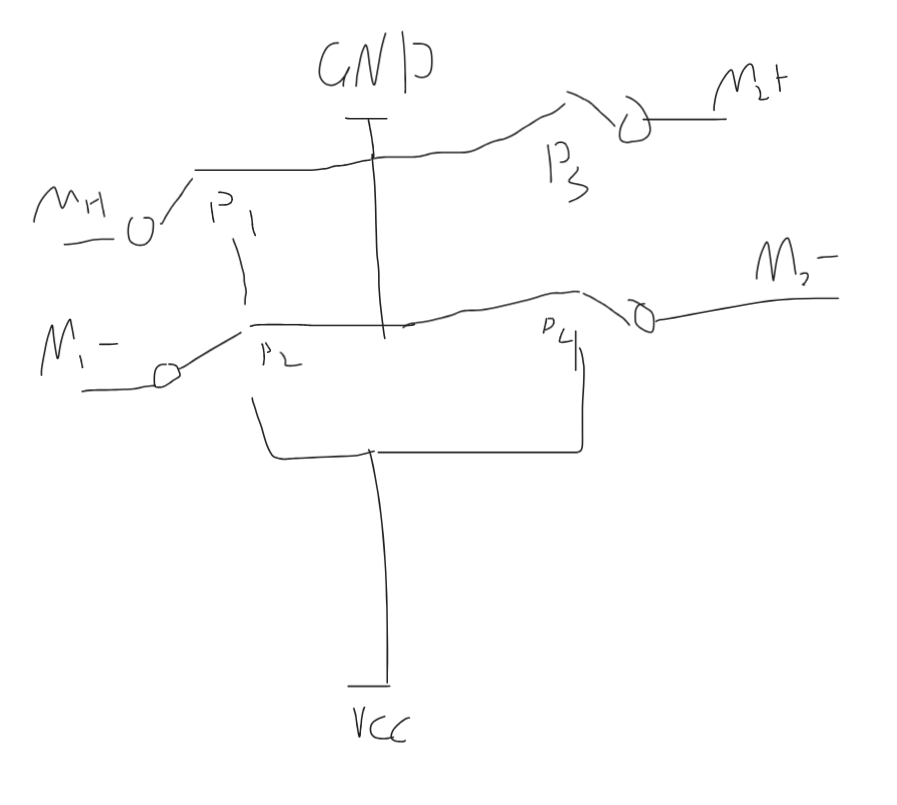 GND
M2+
P3
M1+
P1
M2-
P4
M1-
P2
VCC